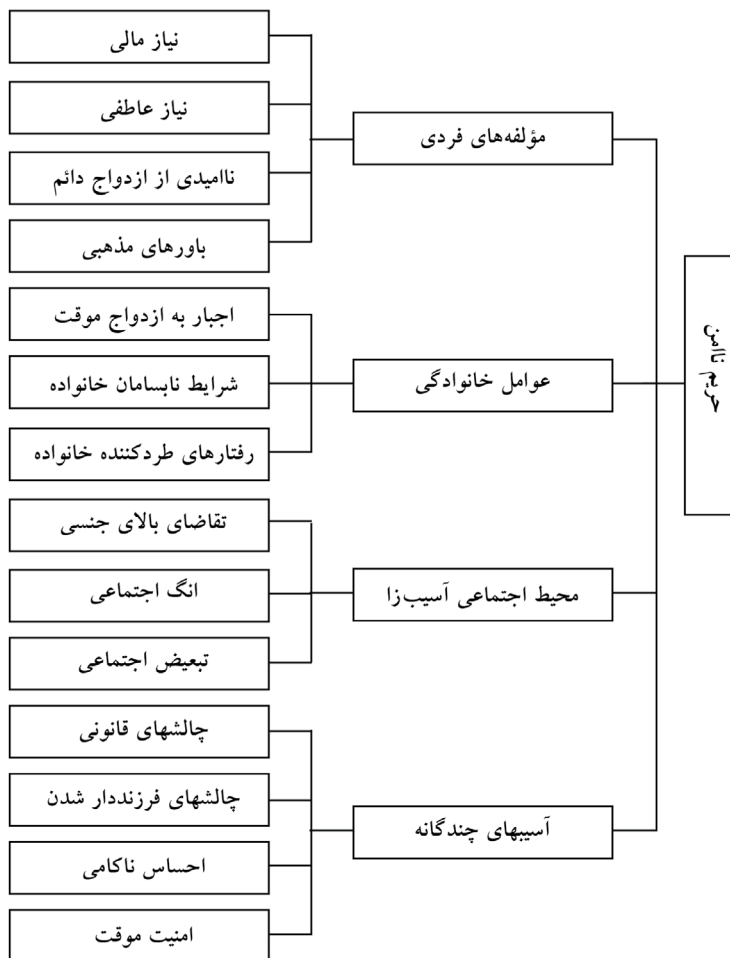 حریم ناامن
مؤلفه‌های فردی
نیاز مالی
نیاز عاطفی
ناامیدی از ازدواج دائم
باورهای مذهبی
عوامل خانوادگی
اجبار به ازدواج موقت
شرایط نابسامان خانواده
رفتارهای طردکننده خانواده
محیط اجتماعی آسیب‌زا
تقاضای بالای جنسی
انگ اجتماعی
تبعیض اجتماعی
آسیبهای چندگانه
چالشهای قانونی
چالشهای فرزنددار شدن
احساس ناکامی
امنیت موقت